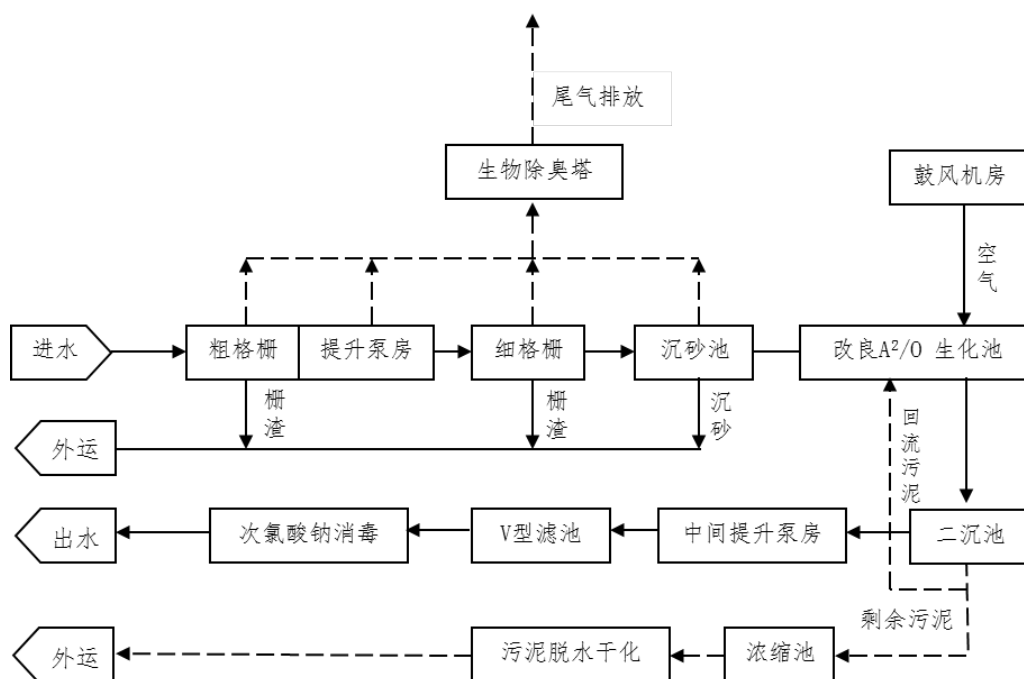 尾气排放
生物除臭塔
鼓风机房
空气
进水
粗格栅
提升泵房
细格栅
沉砂池
改良A²/O 生化池
栅渣
栅渣
沉砂
回流污泥
外运
出水
次氯酸钠消毒
V型滤池
中间提升泵房
二沉池
剩余污泥
外运
污泥脱水干化
浓缩池